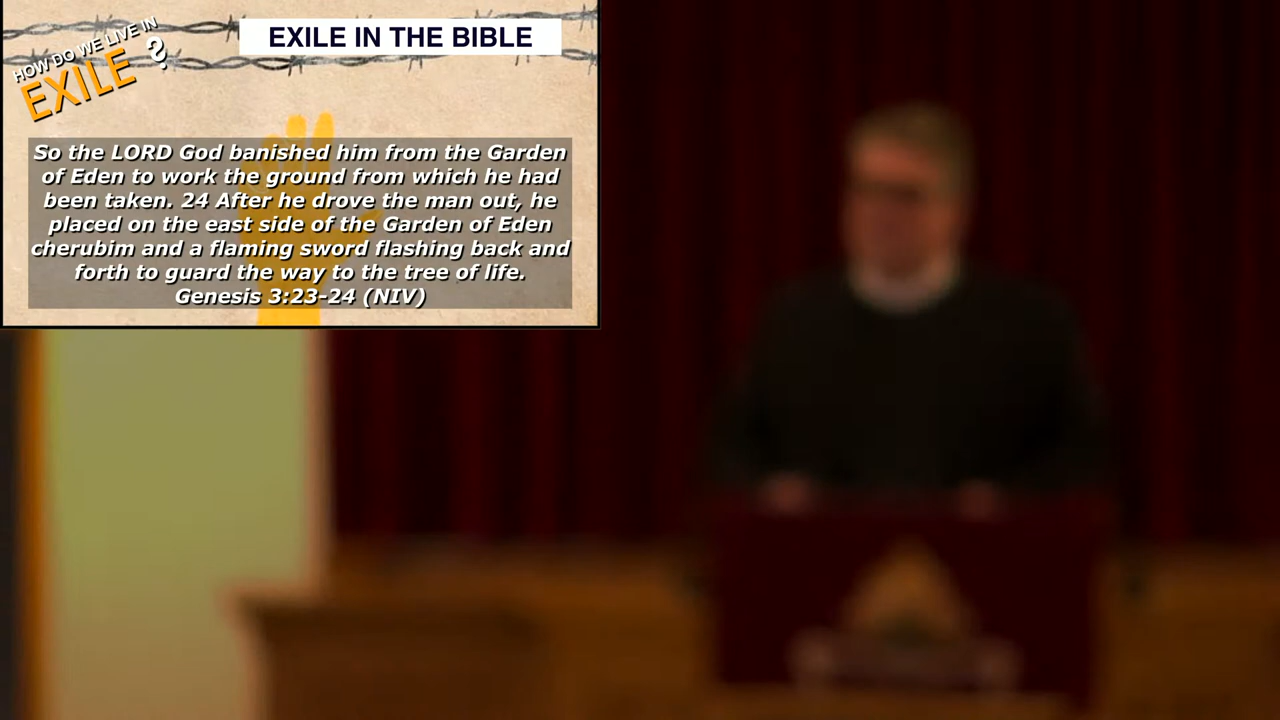 HOW DO WE LIVE IN
EXILE ?
EXILE IN THE BIBLE
So the LORD God banished him from the Garden
of Eden to work the ground from which he had
been taken. 24 After he drove the man out, he
placed on the east side of the Garden of Eden
cherubim and a flaming sword flashing back and
forth to guard the way to the tree of life.
Genesis 3:23-24 (NIV)